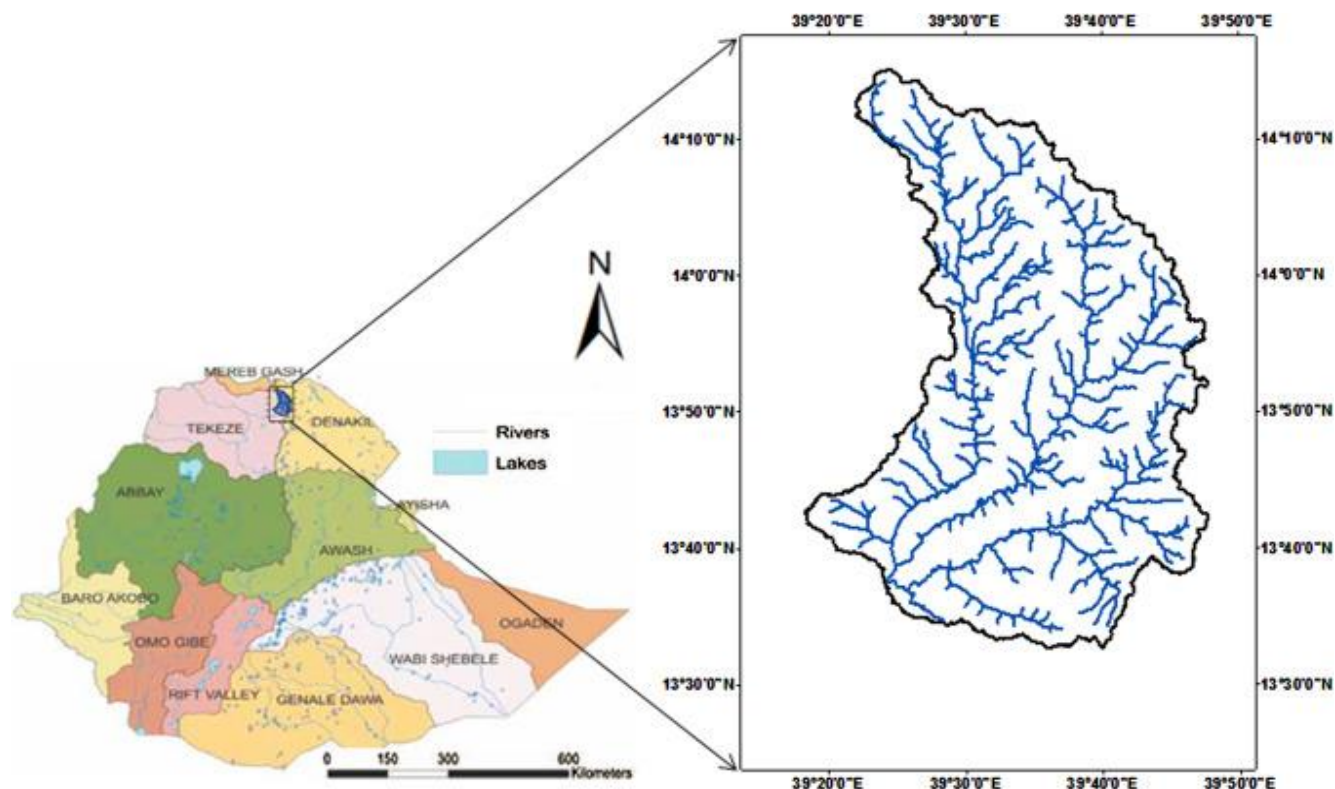 39°20'0"E 39°30'0"E 39°40'0"E 39°50'0"E
14°10'0"N 14°10'0"N
14°0'0"N 14°0'0"N
13°50'0"N 13°50'0"N
13°40'0"N 13°40'0"N
13°30'0"N 13°30'0"N
39°20'0"E 39°30'0"E 39°40'0"E 39°50'0"E
N
MEREB GASH
TEKEZE
DENAKIL
Rivers
Lakes
ABBAY
AYISHA
AWASH
BARO AKOBO
OMO GIBE
OGADEN
WABI SHEBELE
RIFT VALLEY
GENALE DAWA
0 150 300 600
Kilometers